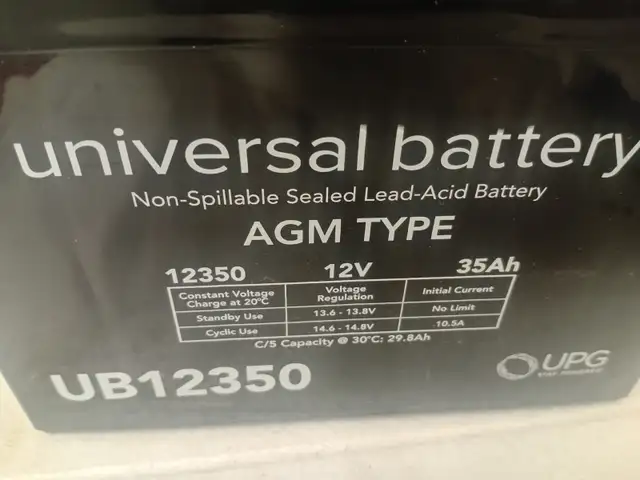 universal battery
Non-Spillable Sealed Lead-Acid Battery
AGM TYPE
12350 12V 35Ah
Constant Voltage Charge at 20°C Voltage Regulation Initial Current
Standby Use 13.6 - 13.8V No Limit
Cyclic Use 14.6 - 14.8V 10.5A
C/5 Capacity @ 30°C: 29.8Ah
UB12350
UPG